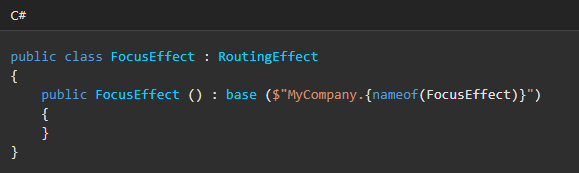 C#
public class FocusEffect : RoutingEffect
{
    public FocusEffect () : base ($"MyCompany.{nameof(FocusEffect)}")
    {
    }
}